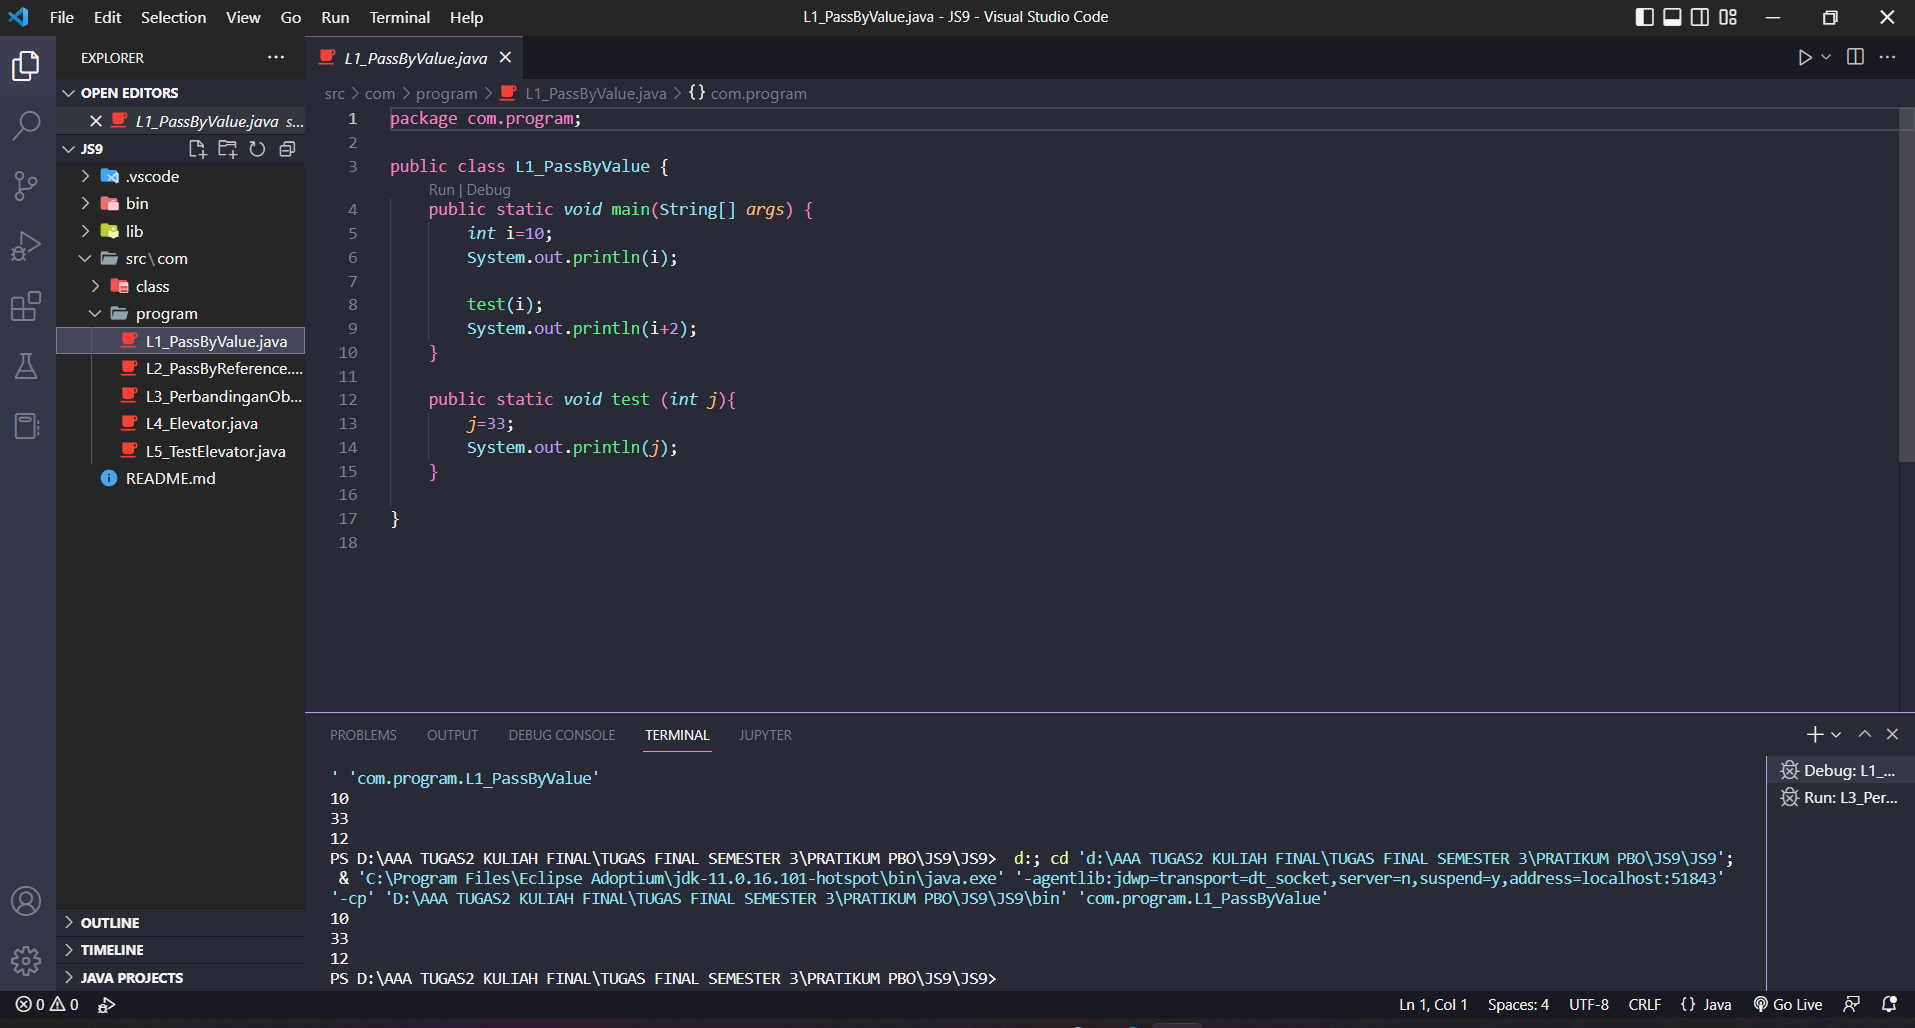 File Edit Selection View Go Run Terminal Help
L1_PassByValue.java - JS9 - Visual Studio Code
EXPLORER
OPEN EDITORS
L1_PassByValue.java s...
JS9
.vscode
bin
lib
src\com
class
program
L1_PassByValue.java
L2_PassByReference....
L3_PerbandinganOb...
L4_Elevator.java
L5_TestElevator.java
README.md
OUTLINE
TIMELINE
JAVA PROJECTS
L1_PassByValue.java
src > com > program > L1_PassByValue.java > {} com.program
1 package com.program;
2
3 public class L1_PassByValue {
Run | Debug
4 public static void main(String[] args) {
5 int i=10;
6 System.out.println(i);
7
8 test(i);
9 System.out.println(i+2);
10 }
11
12 public static void test (int j){
13 j=33;
14 System.out.println(j);
15 }
16
17 }
18
PROBLEMS OUTPUT DEBUG CONSOLE TERMINAL JUPYTER
' 'com.program.L1_PassByValue'
10
33
12
PS D:\AAA TUGAS2 KULIAH FINAL\TUGAS FINAL SEMESTER 3\PRATIKUM PBO\JS9\JS9> d:; cd 'd:\AAA TUGAS2 KULIAH FINAL\TUGAS FINAL SEMESTER 3\PRATIKUM PBO\JS9\JS9';
& 'C:\Program Files\Eclipse Adoptium\jdk-11.0.16.101-hotspot\bin\java.exe' '-agentlib:jdwp=transport=dt_socket,server=n,suspend=y,address=localhost:51843'
'-cp' 'D:\AAA TUGAS2 KULIAH FINAL\TUGAS FINAL SEMESTER 3\PRATIKUM PBO\JS9\JS9\bin' 'com.program.L1_PassByValue'
10
33
12
PS D:\AAA TUGAS2 KULIAH FINAL\TUGAS FINAL SEMESTER 3\PRATIKUM PBO\JS9\JS9>
Debug: L1_...
Run: L3_Per...
0 0
Ln 1, Col 1 Spaces: 4 UTF-8 CRLF {} Java Go Live